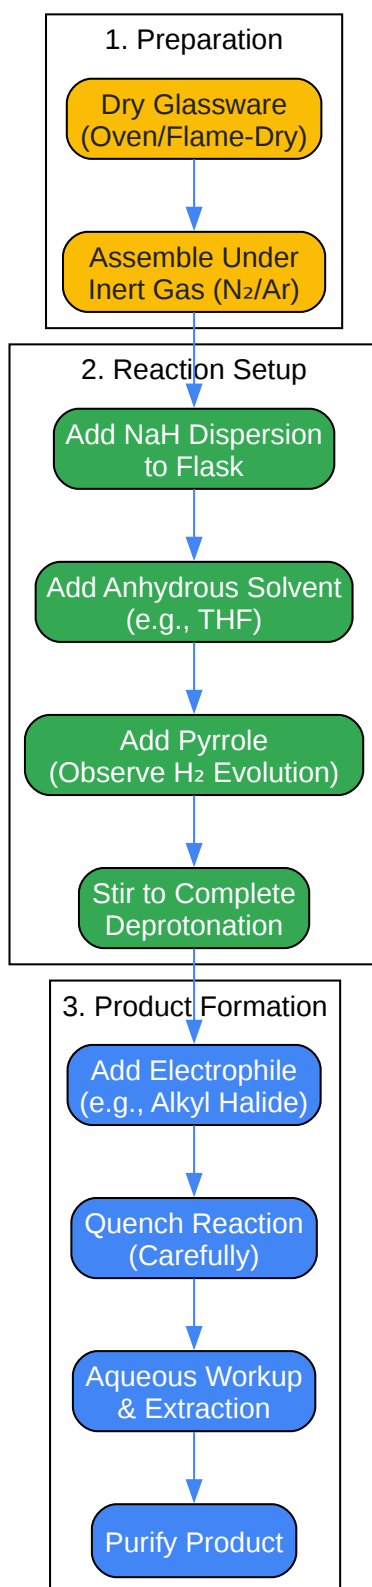 1. Preparation
Dry Glassware
(Oven/Flame-Dry)
Assemble Under
Inert Gas (N₂/Ar)
2. Reaction Setup
Add NaH Dispersion
to Flask
Add Anhydrous Solvent
(e.g., THF)
Add Pyrrole
(Observe H₂ Evolution)
Stir to Complete
Deprotonation
3. Product Formation
Add Electrophile
(e.g., Alkyl Halide)
Quench Reaction
(Carefully)
Aqueous Workup
& Extraction
Purify Product